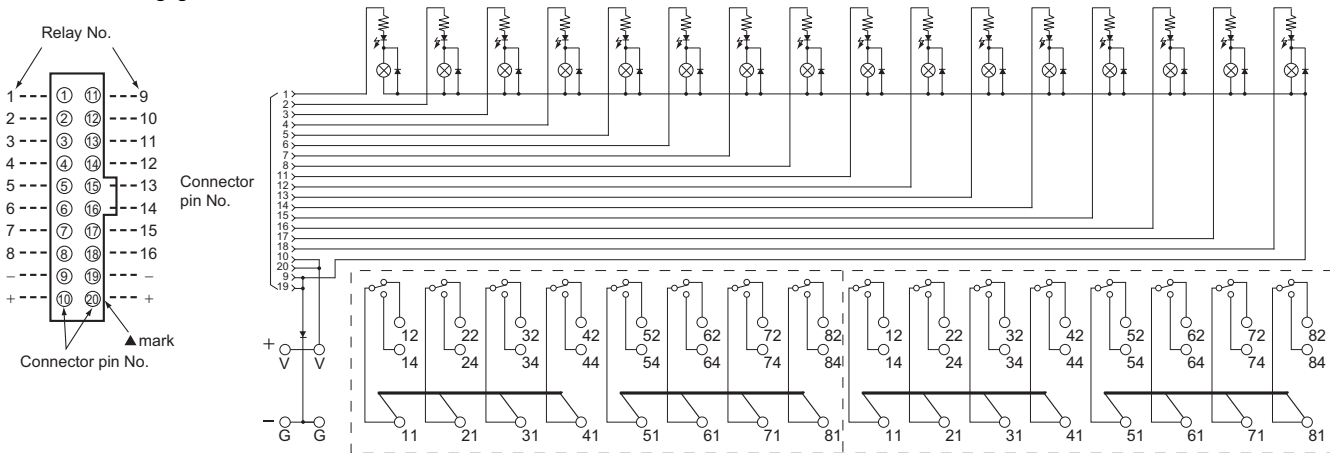 Relay No.
1 1 11 9
2 2 12 10
3 3 13 11
4 4 14 12
5 5 15 13
6 6 16 14
7 7 17 15
8 8 18 16
– 9 19 –
+ 10 20 +
▲mark
Connector pin No.
Connector
pin No.
1
2
3
4
5
6
7
8
11
12
13
14
15
16
17
18
10
20
9
19
12 22 32 42 52 62 72 82 12 22 32 42 52 62 72 82
+ V V 14 24 34 44 54 64 74 84 14 24 34 44 54 64 74 84
– G G 11 21 31 41 51 61 71 81 11 21 31 41 51 61 71 81